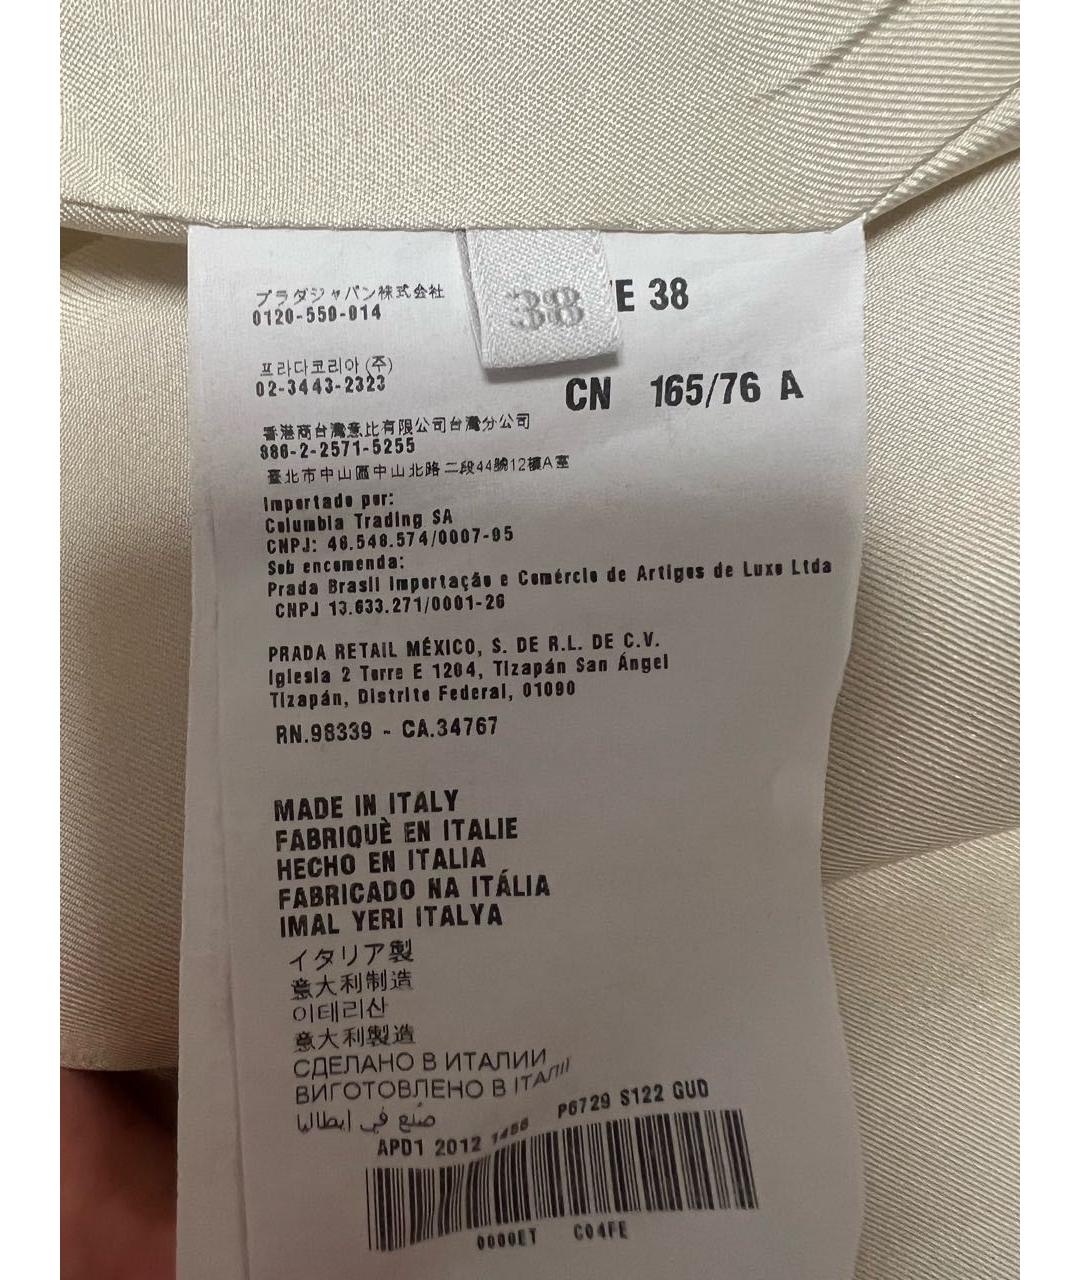 プラダジャパン株式会社
0120-559-914
38
E 38
프라다코리아 (주)
02-3443-2323
CN 165/76 A
香港商台灣意比有限公司台灣分公司
886-2-2571-5255
臺北市中山區中山北路二段44號12樓A室
Importado por:
Columbia Trading SA
CNPJ: 46.548.574/0007-95
Sob encomenda:
Prada Brasil Importação e Comércio de Artigos de Luxo Ltda
CNPJ 13.633.271/0001-26
PRADA RETAIL MÉXICO, S. DE R.L. DE C.V.
Iglesia 2 Torre E 1204, Tizapán San Ángel
Tizapán, Distrito Federal, 01090
RN.98339 - CA.34767
MADE IN ITALY
FABRIQUÈ EN ITALIE
HECHO EN ITALIA
FABRICADO NA ITÁLIA
IMAL YERI ITALYA
イタリア製
意大利制造
이테리산
意大利製造
СДЕЛАНО В ИТАЛИИ
ВИГОТОВЛЕНО В ІТАЛІЇ
صنع في ايطاليا
P6729 S122 GUD
APD1 2012 1486
0000ET C04FE